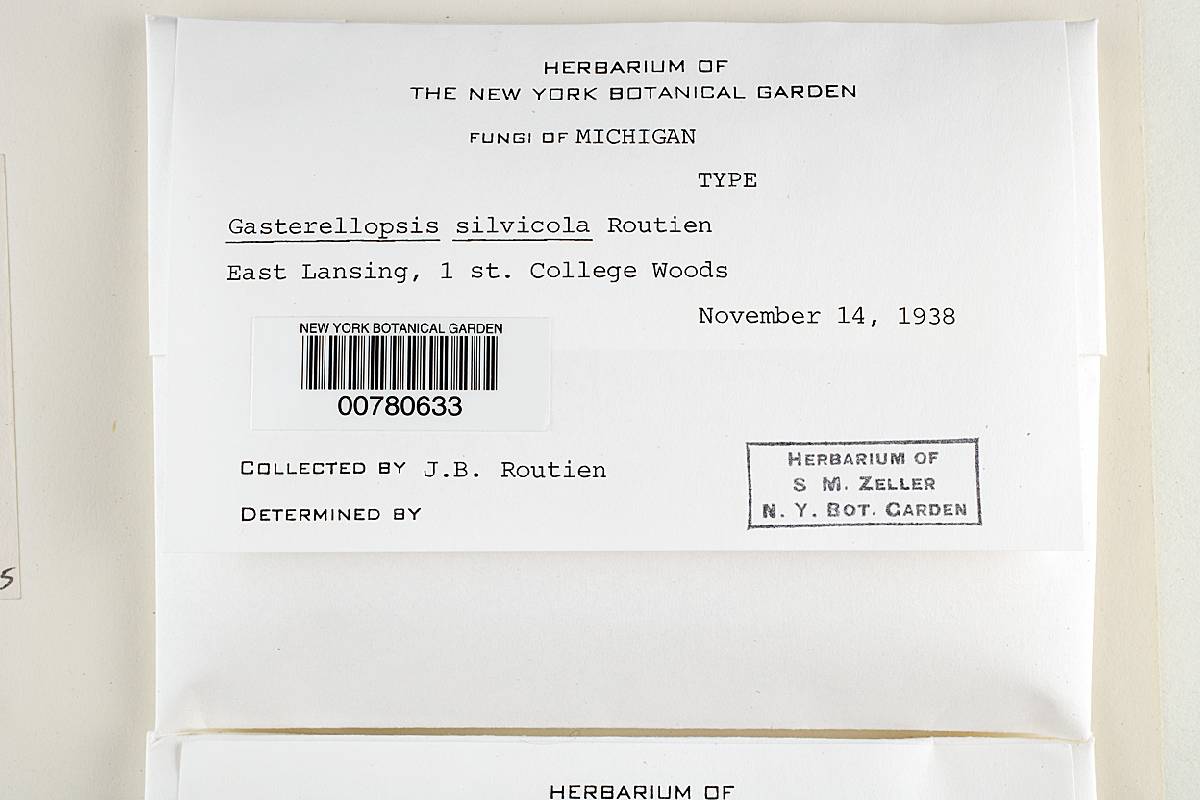 HERBARIUM OF
THE NEW YORK BOTANICAL GARDEN
FUNGI OF MICHIGAN
TYPE
Gasterellopsis silvicola Routien
East Lansing, 1 st. College Woods
November 14, 1938
NEW YORK BOTANICAL GARDEN
00780633
COLLECTED BY J.B. Routien
DETERMINED BY
HERBARIUM OF
S M. ZELLER
N. Y. BOT. GARDEN
5
HERBARIUM OF